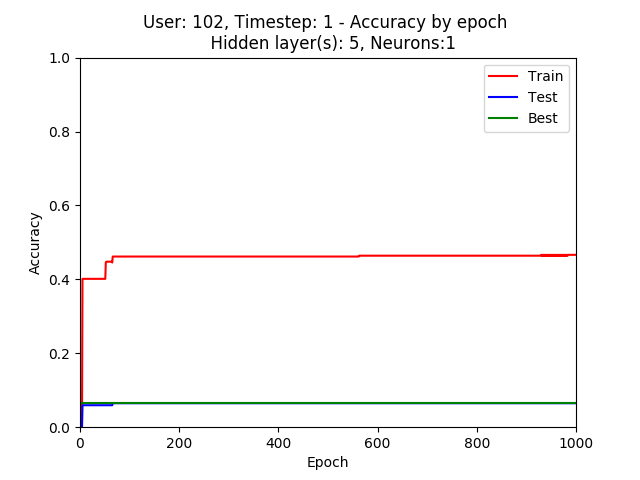 User: 102, Timestep: 1 - Accuracy by epoch
Hidden layer(s): 5, Neurons:1
1.0
Train
Test
Best
0.8
0.6
Accuracy
0.4
0.2
0.0
0 200 400 600 800 1000
Epoch